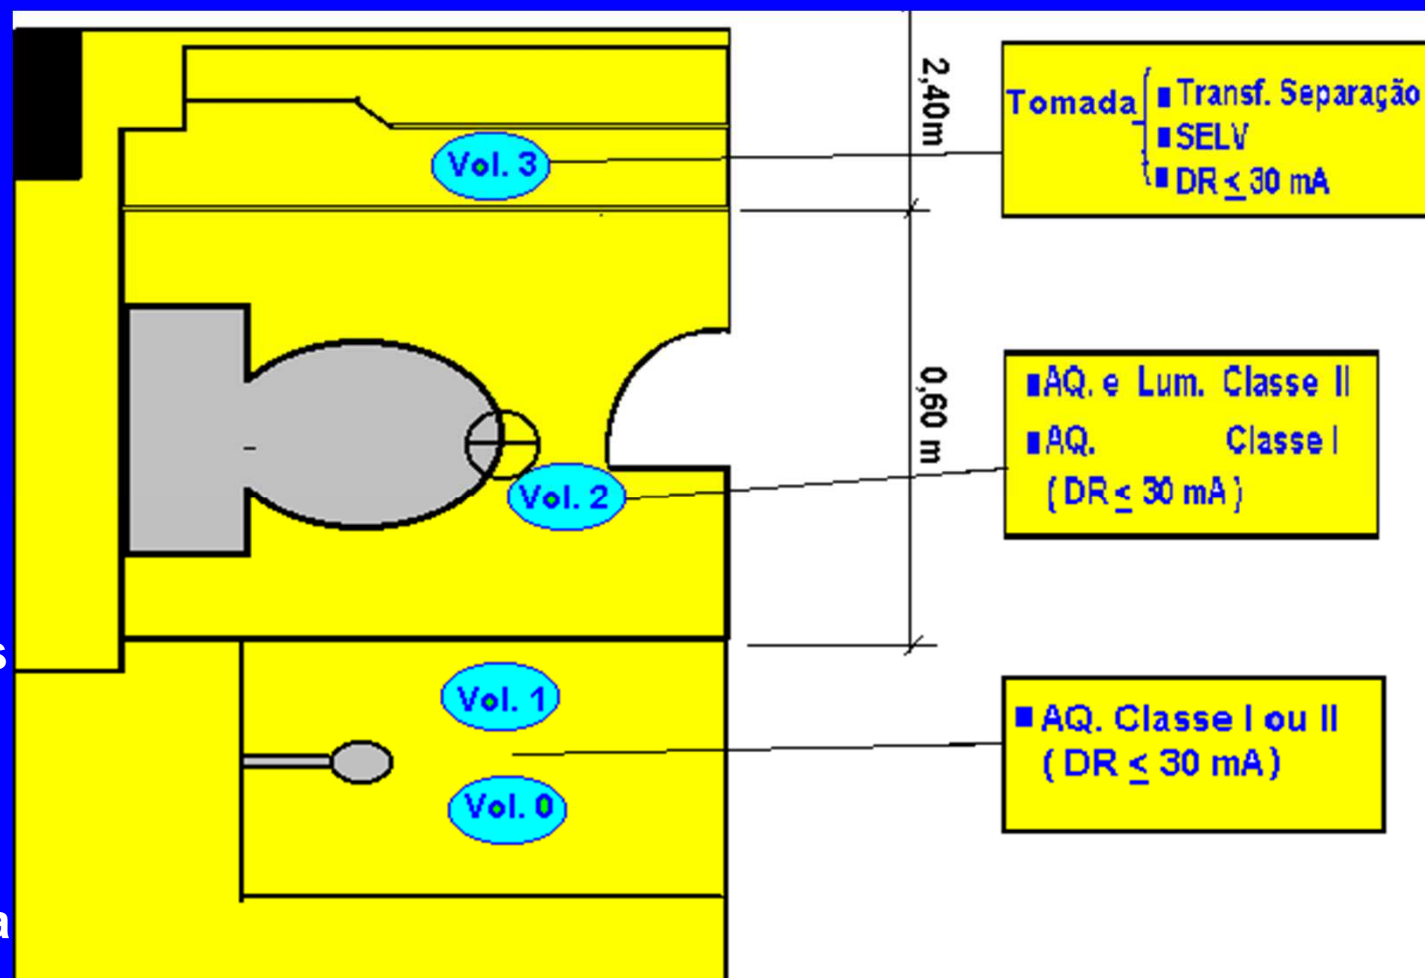 2,40m
Tomada
Transf. Separação
SELV
DR ≤ 30 mA
Vol. 3
0,60 m
AQ. e Lum. Classe II
AQ. Classe I
(DR ≤ 30 mA)
Vol. 2
s
Vol. 1
AQ. Classe I ou II
(DR ≤ 30 mA)
Vol. 0
a